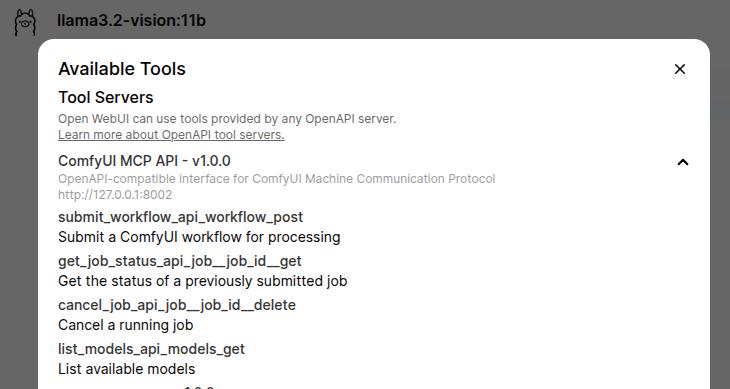 llama3.2-vision:11b
Available Tools
Tool Servers
Open WebUI can use tools provided by any OpenAPI server.
Learn more about OpenAPI tool servers.
ComfyUI MCP API - v1.0.0
OpenAPI-compatible interface for ComfyUI Machine Communication Protocol
http://127.0.0.1:8002
submit_workflow_api_workflow_post
Submit a ComfyUI workflow for processing
get_job_status_api_job__job_id__get
Get the status of a previously submitted job
cancel_job_api_job__job_id__delete
Cancel a running job
list_models_api_models_get
List available models